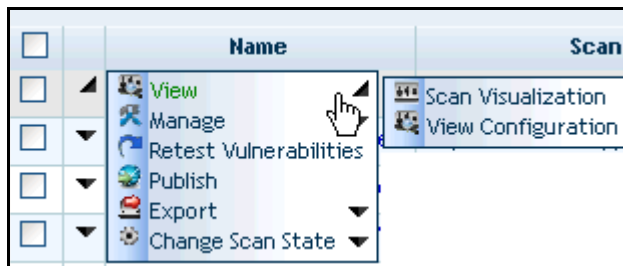 Name
Scan
View
Scan Visualization
Manage
View Configuration
Retest Vulnerabilities
Publish
Export
Change Scan State